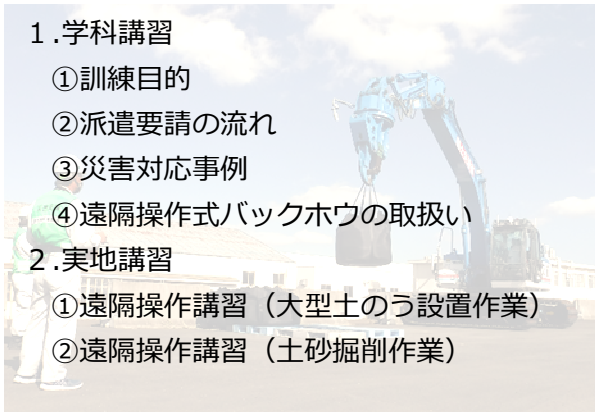 １.学科講習
①訓練目的
②派遣要請の流れ
③災害対応事例
④遠隔操作式バックホウの取扱い
２.実地講習
①遠隔操作講習（大型土のう設置作業）
②遠隔操作講習（土砂掘削作業）